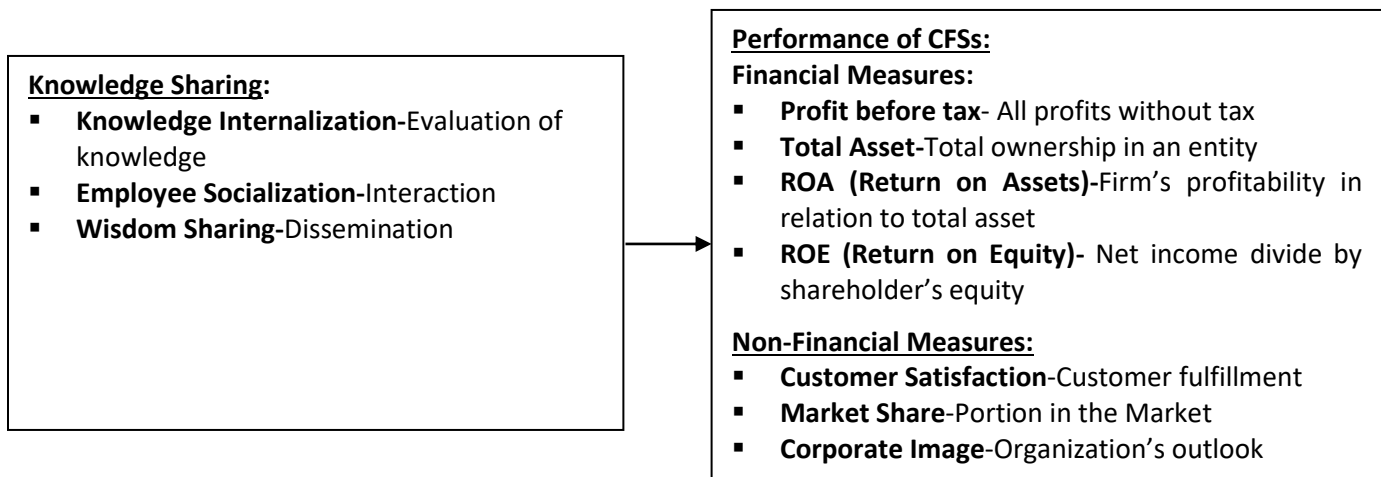 Knowledge Sharing:
▪ Knowledge Internalization-Evaluation of
knowledge
▪ Employee Socialization-Interaction
▪ Wisdom Sharing-Dissemination
Performance of CFSs:
Financial Measures:
▪ Profit before tax- All profits without tax
▪ Total Asset-Total ownership in an entity
▪ ROA (Return on Assets)-Firm’s profitability in
relation to total asset
▪ ROE (Return on Equity)- Net income divide by
shareholder’s equity
Non-Financial Measures:
▪ Customer Satisfaction-Customer fulfillment
▪ Market Share-Portion in the Market
▪ Corporate Image-Organization’s outlook